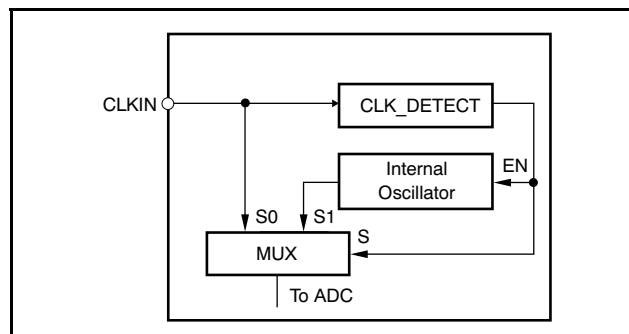 CLKIN
CLK_DETECT
Internal
Oscillator
EN
S0
S1
S
MUX
To ADC